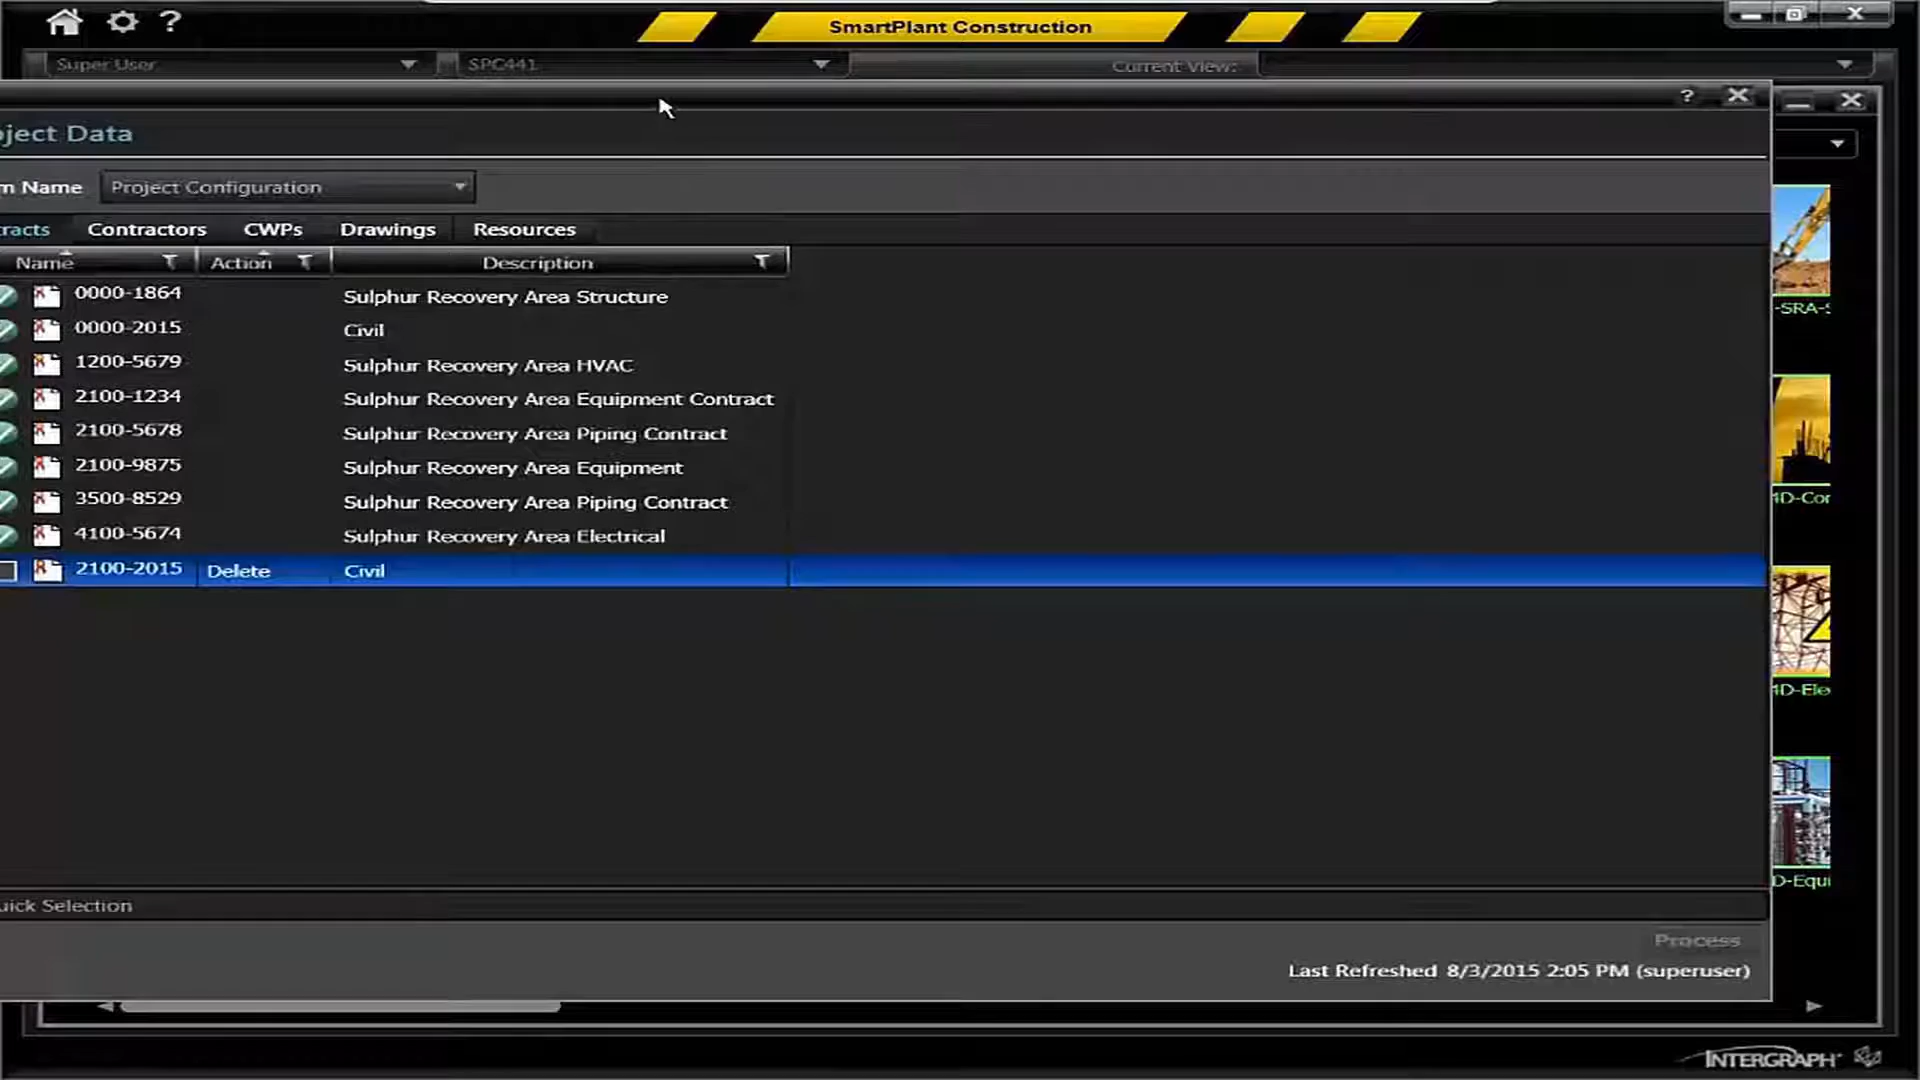 ?
SmartPlant Construction
Super User
SPC441
Current View:
?
ject Data
m Name
Project Configuration
racts
Contractors
CWPs
Drawings
Resources
Name
Action
Description
0000-1864
Sulphur Recovery Area Structure
0000-2015
Civil
1200-5679
Sulphur Recovery Area HVAC
2100-1234
Sulphur Recovery Area Equipment Contract
2100-5678
Sulphur Recovery Area Piping Contract
2100-9875
Sulphur Recovery Area Equipment
3500-8529
Sulphur Recovery Area Piping Contract
4100-5674
Sulphur Recovery Area Electrical
2100-2015
Delete
Civil
-SRA-S
4D-Con
4D-Ele
D-Equi
uick Selection
Process
Last Refreshed 8/3/2015 2:05 PM (superuser)
INTERGRAPH